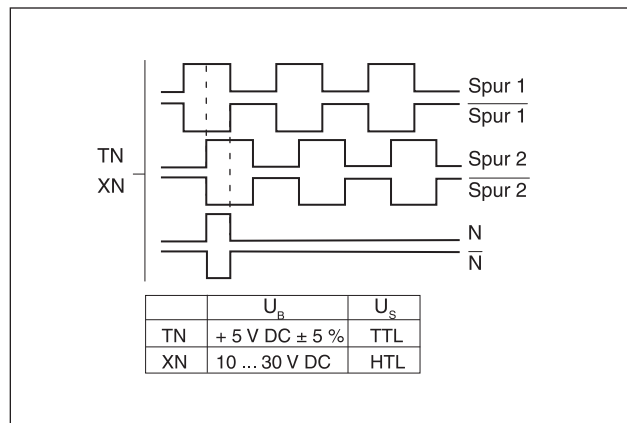 Spur 1
Spur 1
TN
XN
Spur 2
Spur 2
N
N
U_B U_S
TN + 5 V DC ± 5 % TTL
XN 10 ... 30 V DC HTL